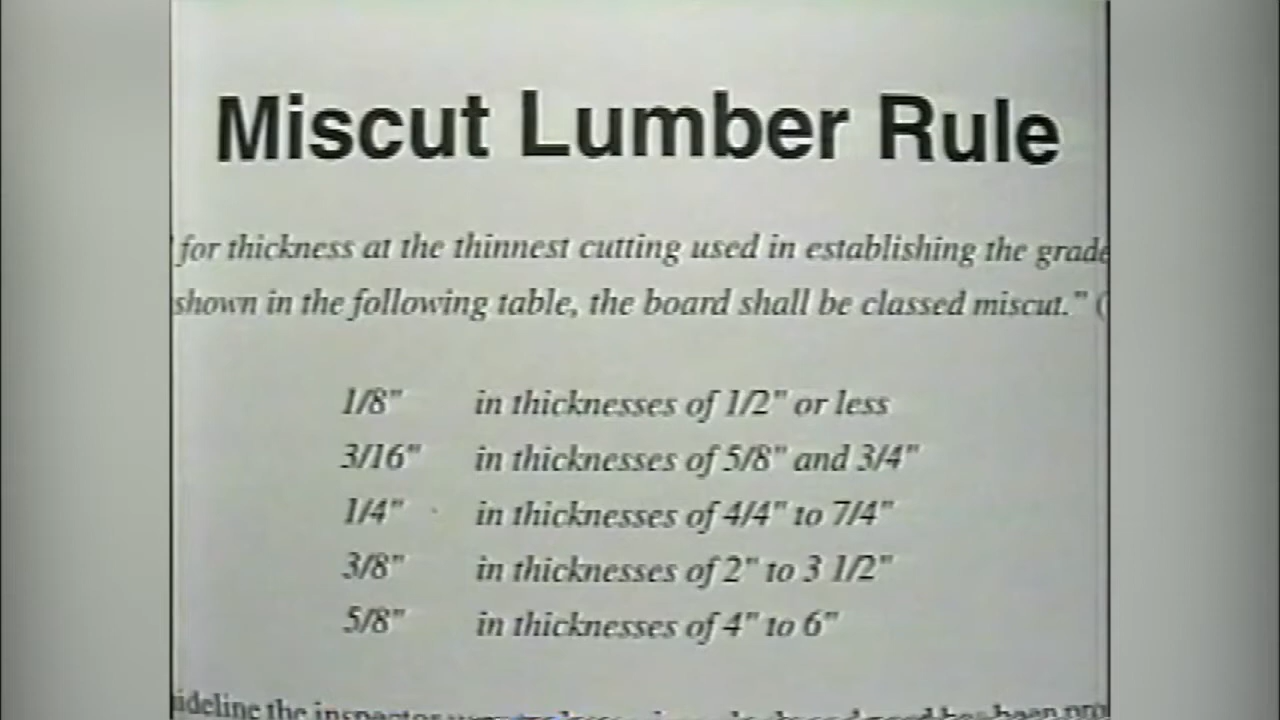 Miscut Lumber Rule
for thickness at the thinnest cutting used in establishing the grade
shown in the following table, the board shall be classed miscut." (
1/8" in thicknesses of 1/2" or less
3/16" in thicknesses of 5/8" and 3/4"
1/4" in thicknesses of 4/4" to 7/4"
3/8" in thicknesses of 2" to 3 1/2"
5/8" in thicknesses of 4" to 6"
ideline the inspector